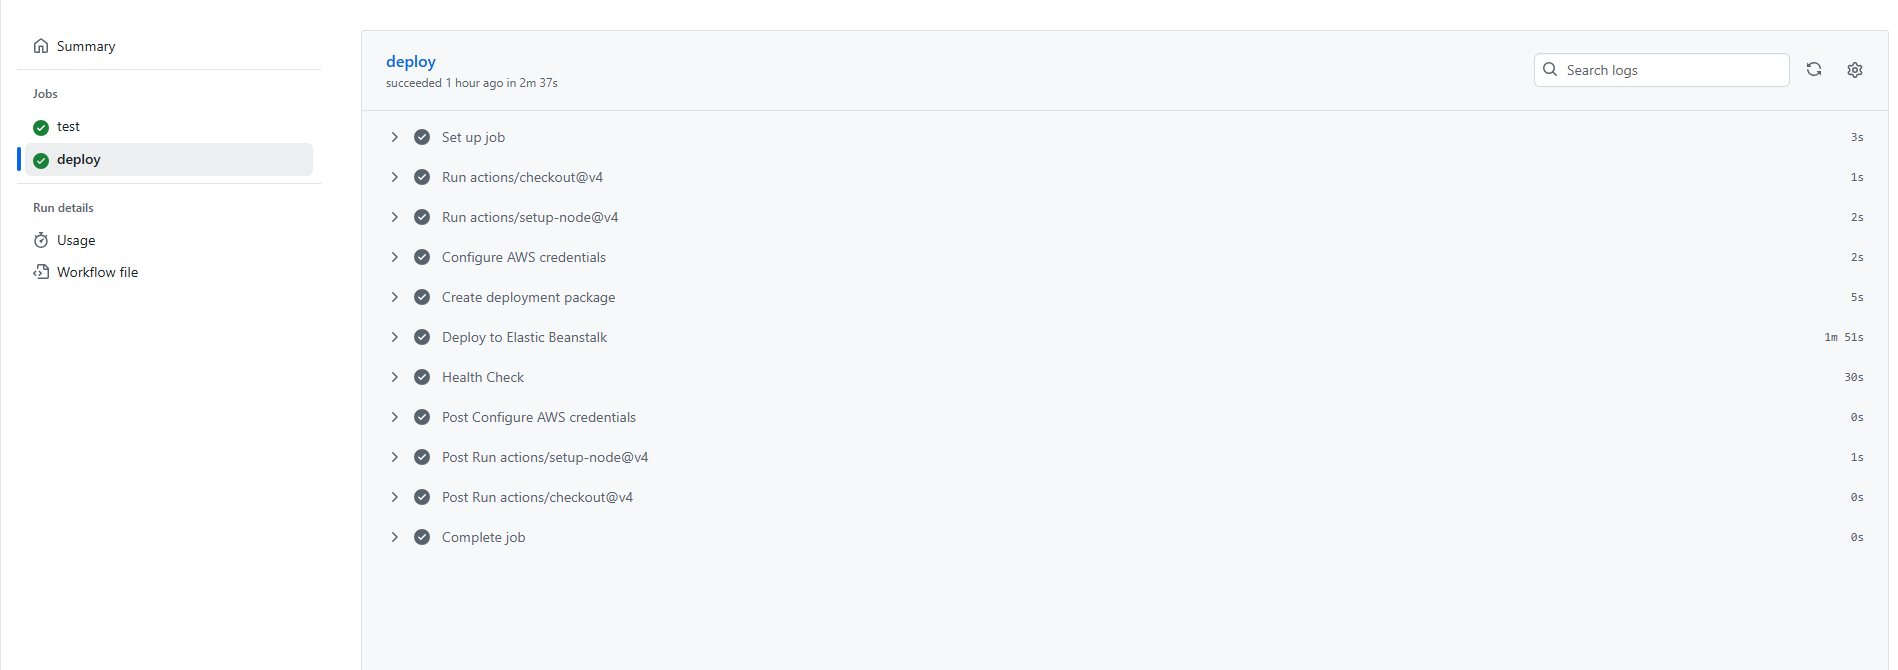 Summary
Jobs
test
deploy
Run details
Usage
Workflow file
deploy
succeeded 1 hour ago in 2m 37s
Search logs
Set up job 3s
Run actions/checkout@v4 1s
Run actions/setup-node@v4 2s
Configure AWS credentials 2s
Create deployment package 5s
Deploy to Elastic Beanstalk 1m 51s
Health Check 30s
Post Configure AWS credentials 0s
Post Run actions/setup-node@v4 1s
Post Run actions/checkout@v4 0s
Complete job 0s